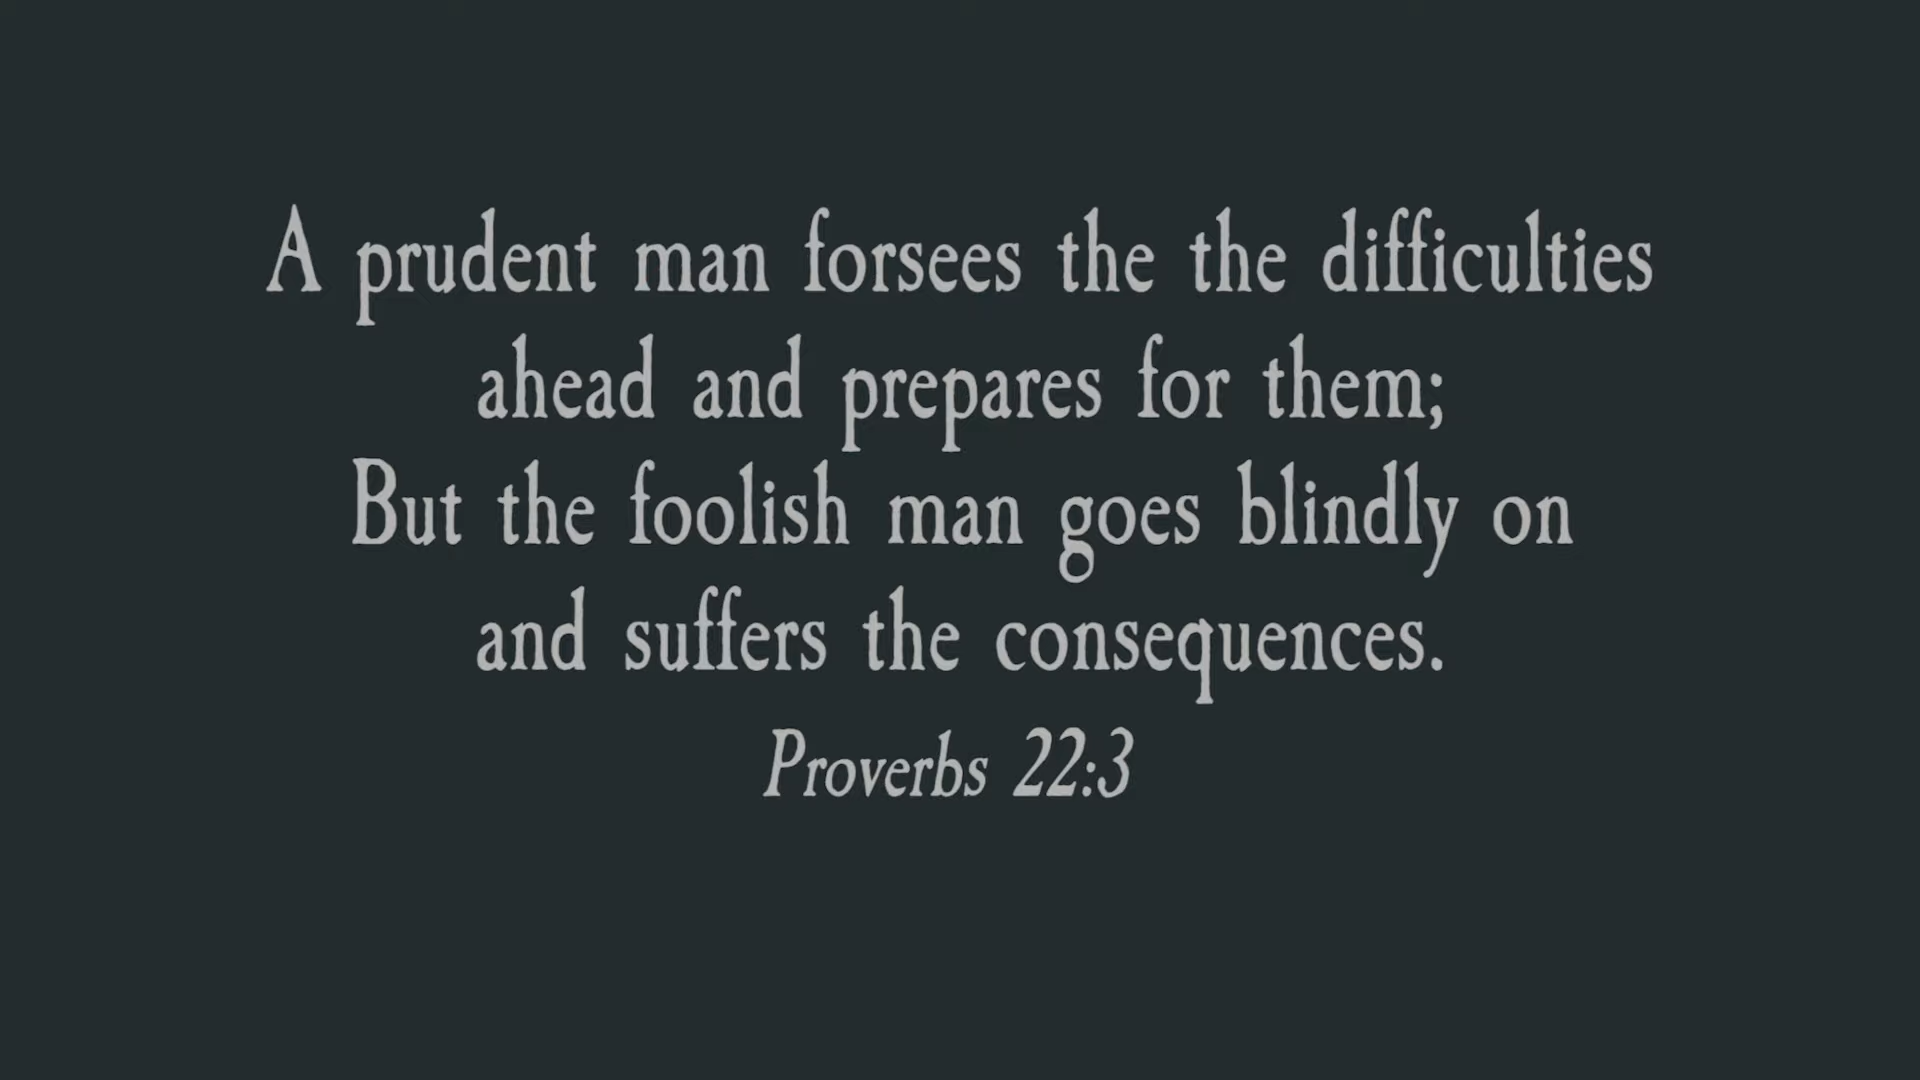 A prudent man forsees the the difficulties
ahead and prepares for them;
But the foolish man goes blindly on
and suffers the consequences.
Proverbs 22:3